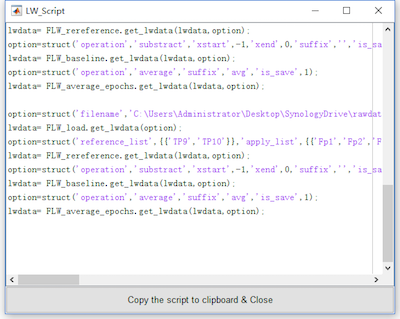 LW_Script
lwdata= FLW_rereference.get_lwdata(lwdata,option);
option=struct('operation','substract','xstart',-1,'xend',0,'suffix','','is_sa
lwdata= FLW_baseline.get_lwdata(lwdata,option);
option=struct('operation','average','suffix','avg','is_save',1);
lwdata= FLW_average_epochs.get_lwdata(lwdata,option);
option=struct('filename','C:\Users\Administrator\Desktop\SynologyDrive\rawdat
lwdata= FLW_load.get_lwdata(option);
option=struct('reference_list',{{'TP9','TP10'}},'apply_list',{{'Fp1','Fp2','F
lwdata= FLW_rereference.get_lwdata(lwdata,option);
option=struct('operation','substract','xstart',-1,'xend',0,'suffix','','is_sa
lwdata= FLW_baseline.get_lwdata(lwdata,option);
option=struct('operation','average','suffix','avg','is_save',1);
lwdata= FLW_average_epochs.get_lwdata(lwdata,option);
Copy the script to clipboard & Close